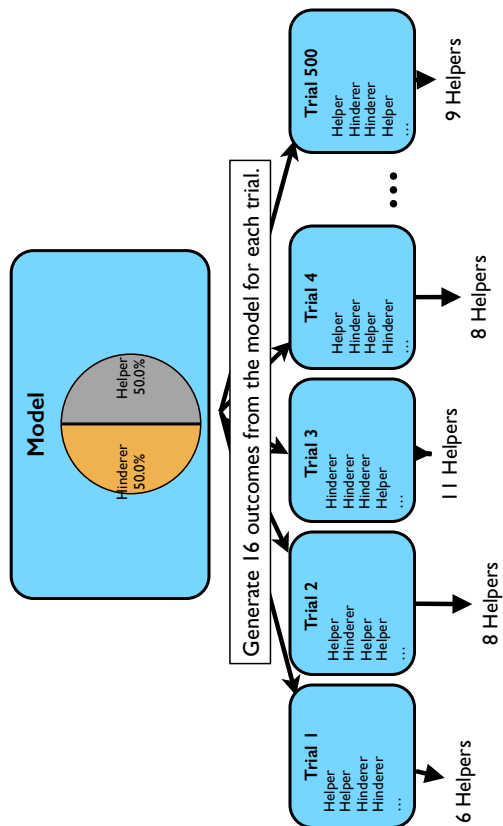 Model
Hinderer
50.0%
Helper
50.0%
Generate 16 outcomes from the model for each trial.
Trial 1
Helper
Helper
Hinderer
Hinderer
...
6 Helpers
Trial 2
Helper
Hinderer
Helper
Helper
...
8 Helpers
Trial 3
Hinderer
Hinderer
Hinderer
Helper
...
11 Helpers
Trial 4
Helper
Hinderer
Helper
Hinderer
...
8 Helpers
...
Trial 500
Helper
Hinderer
Hinderer
Helper
...
9 Helpers